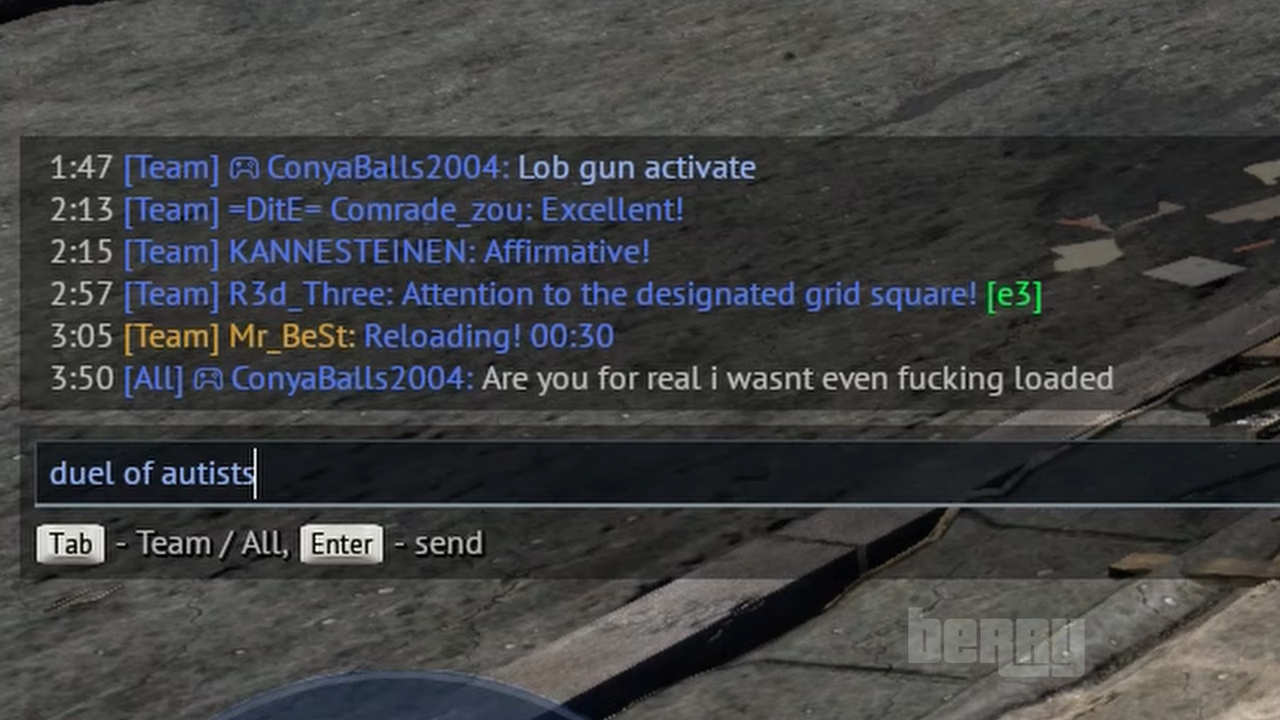 1:47 [Team] ConyaBalls2004: Lob gun activate
2:13 [Team] =DitE= Comrade_zou: Excellent!
2:15 [Team] KANNESTEINEN: Affirmative!
2:57 [Team] R3d_Three: Attention to the designated grid square! [e3]
3:05 [Team] Mr_BeSt: Reloading! 00:30
3:50 [All] ConyaBalls2004: Are you for real i wasnt even fucking loaded
duel of autists
Tab - Team / All, Enter - send
berry